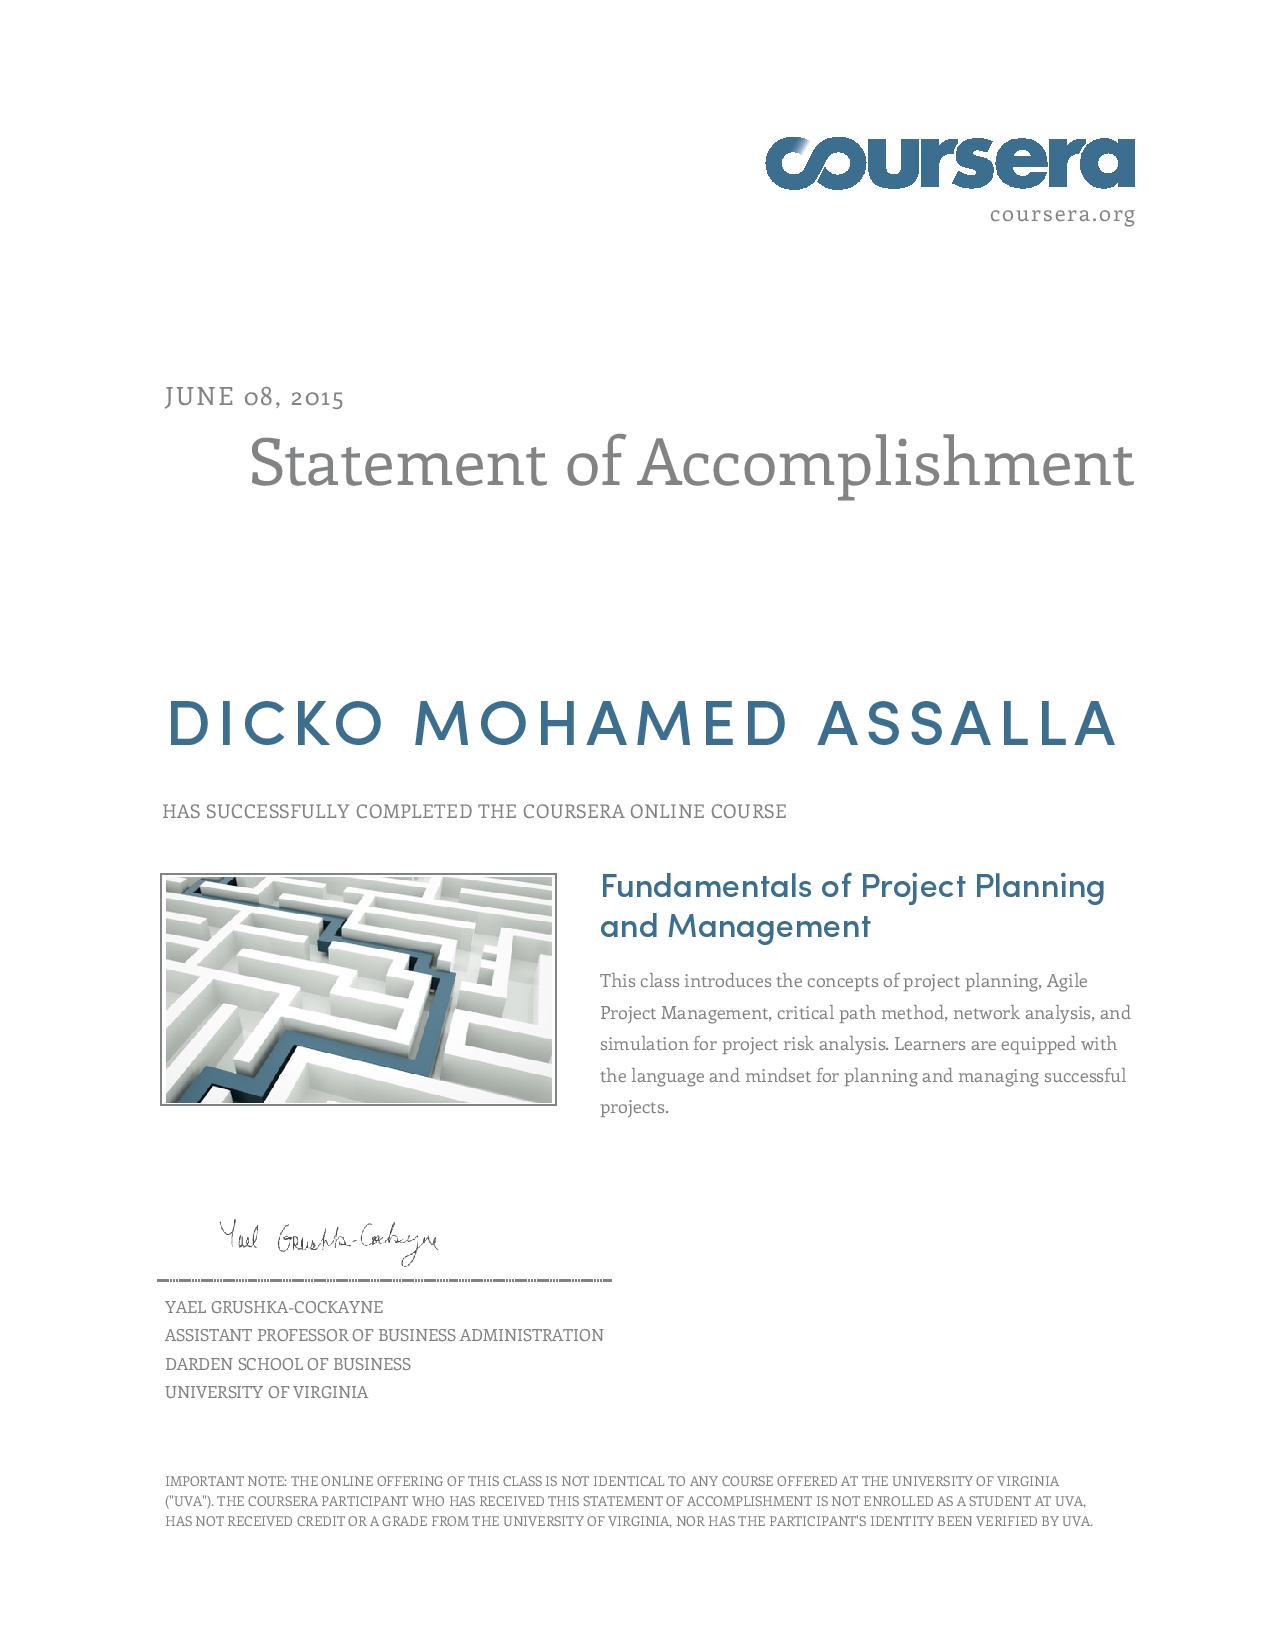 coursera
coursera.org
JUNE 08, 2015
Statement of Accomplishment
DICKO MOHAMED ASSALLA
HAS SUCCESSFULLY COMPLETED THE COURSERA ONLINE COURSE
Fundamentals of Project Planning
and Management
This class introduces the concepts of project planning, Agile
Project Management, critical path method, network analysis, and
simulation for project risk analysis. Learners are equipped with
the language and mindset for planning and managing successful
projects.
Yael Grushka-Cockayne
YAEL GRUSHKA-COCKAYNE
ASSISTANT PROFESSOR OF BUSINESS ADMINISTRATION
DARDEN SCHOOL OF BUSINESS
UNIVERSITY OF VIRGINIA
IMPORTANT NOTE: THE ONLINE OFFERING OF THIS CLASS IS NOT IDENTICAL TO ANY COURSE OFFERED AT THE UNIVERSITY OF VIRGINIA
("UVA"). THE COURSERA PARTICIPANT WHO HAS RECEIVED THIS STATEMENT OF ACCOMPLISHMENT IS NOT ENROLLED AS A STUDENT AT UVA,
HAS NOT RECEIVED CREDIT OR A GRADE FROM THE UNIVERSITY OF VIRGINIA, NOR HAS THE PARTICIPANT'S IDENTITY BEEN VERIFIED BY UVA.